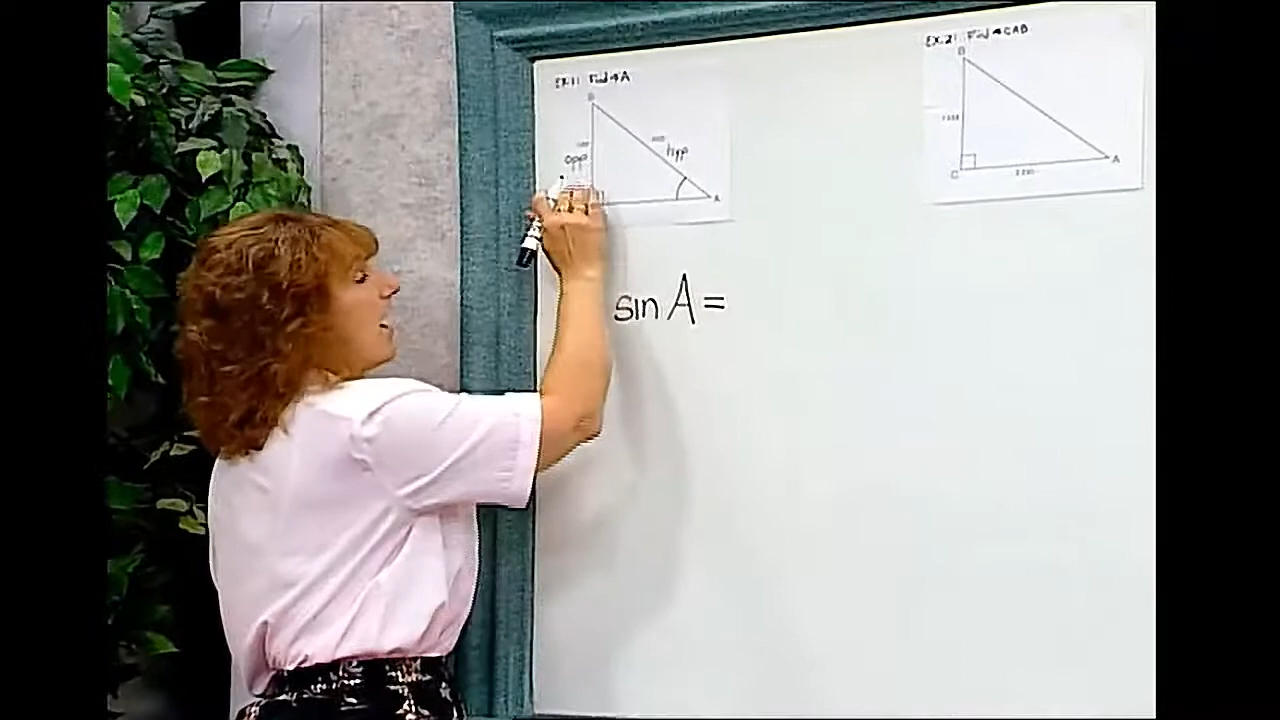 EX. 1: Find ∢A
B
opp
hyp
A
sin A =
EX. 2: Find ∢CAB
B
C
A